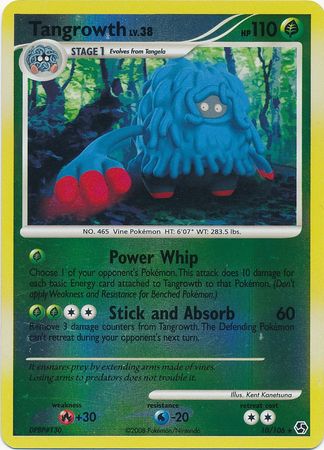 Tangrowth LV.38
HP 110
STAGE 1 Evolves from Tangela
NO. 465 Vine Pokémon HT: 6'07" WT: 283.5 lbs.
Power Whip
Choose 1 of your opponent's Pokémon. This attack does 10 damage for
each basic Energy card attached to Tangrowth to that Pokémon. (Don't
apply Weakness and Resistance for Benched Pokémon.)
Stick and Absorb 60
Remove 3 damage counters from Tangrowth. The Defending Pokémon
can't retreat during your opponent's next turn.
It ensnares prey by extending arms made of vines.
Losing arms to predators does not trouble it.
Illus. Kent Kanetsuna
weakness resistance retreat cost
+30 -20
DPBP#130 ©2008 Pokémon/Nintendo 10/106 ★